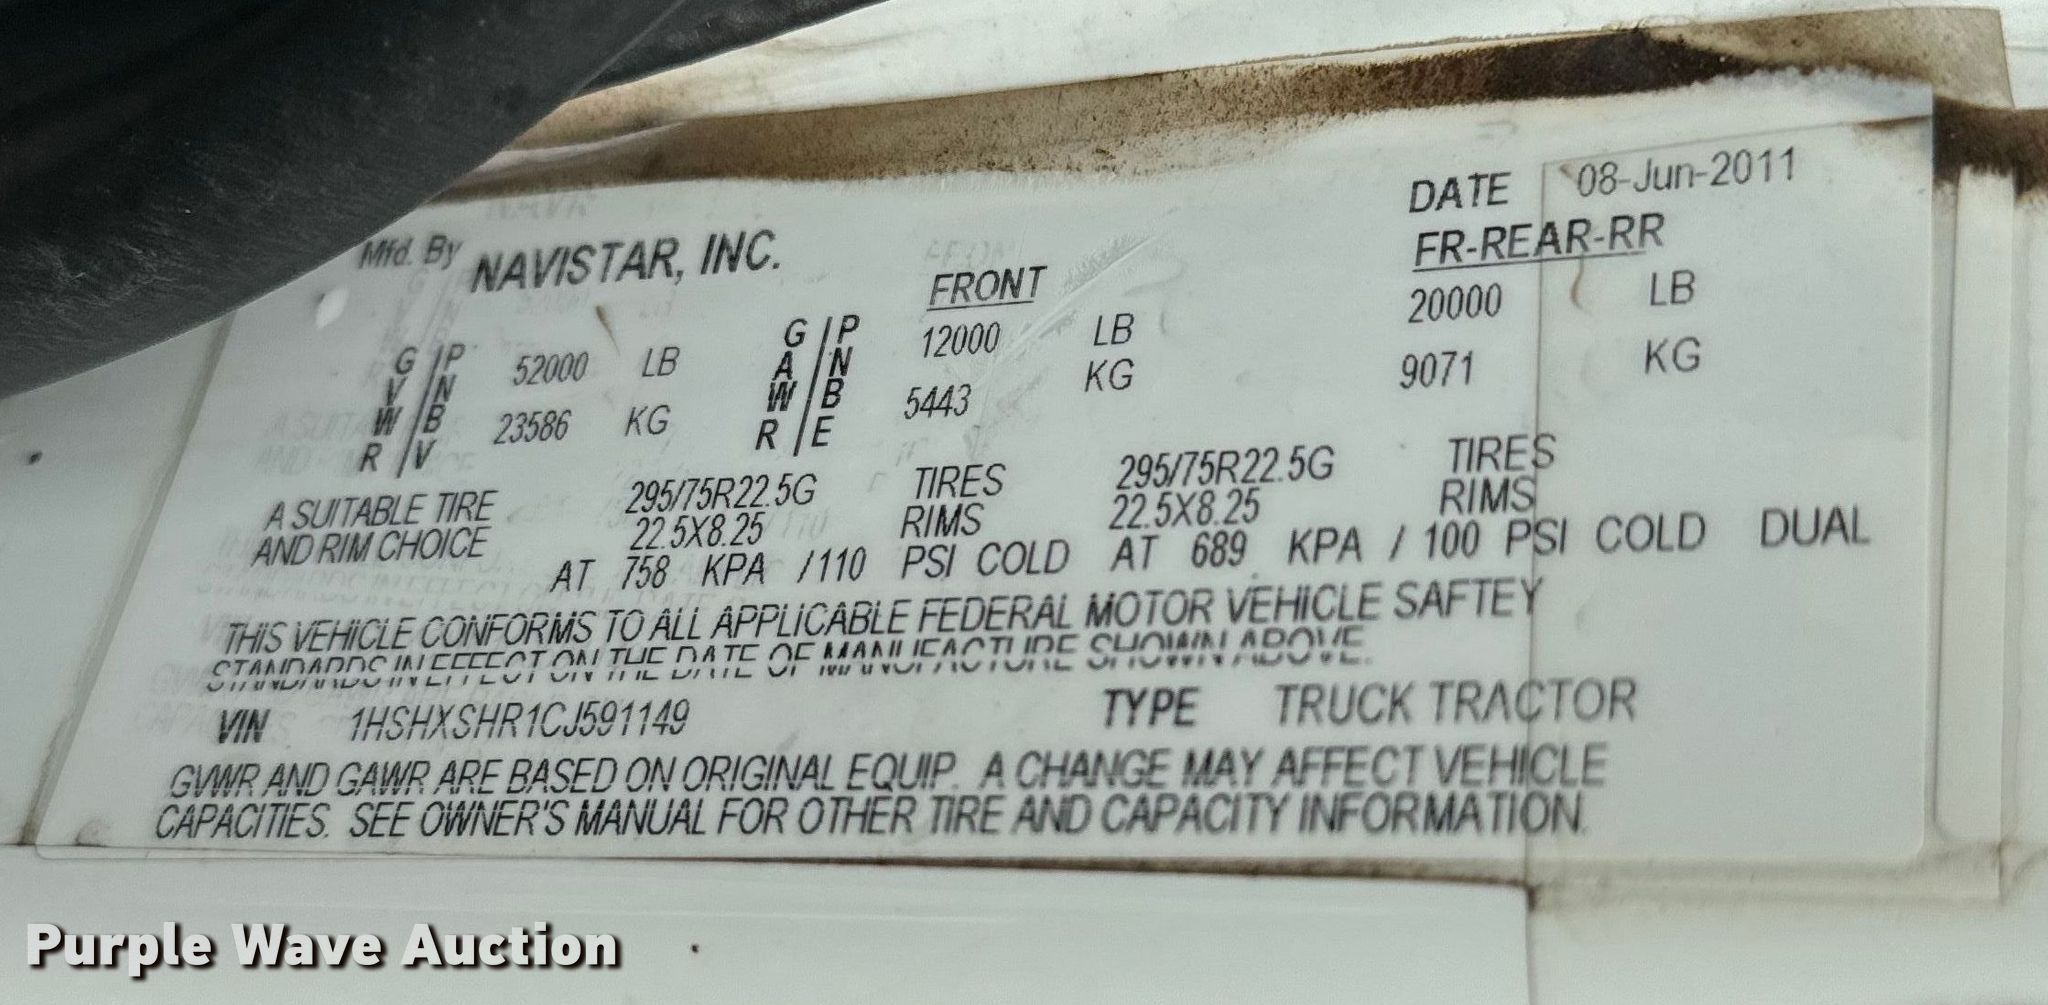 DATE 08-Jun-2011
Mfd. By NAVISTAR, INC. FRONT FR-REAR-RR
G/P 52000 LB G/P 12000 LB 20000 LB
V/N A/N
W/B 23586 KG W/B 5443 KG 9071 KG
R/V R/E
A SUITABLE TIRE 295/75R22.5G TIRES 295/75R22.5G TIRES
AND RIM CHOICE 22.5X8.25 RIMS 22.5X8.25 RIMS
AT 758 KPA /110 PSI COLD AT 689 KPA / 100 PSI COLD DUAL
THIS VEHICLE CONFORMS TO ALL APPLICABLE FEDERAL MOTOR VEHICLE SAFTEY
STANDARDS IN EFFECT ON THE DATE OF MANUFACTURE SHOWN ABOVE.
VIN 1HSHXSHR1CJ591149 TYPE TRUCK TRACTOR
GVWR AND GAWR ARE BASED ON ORIGINAL EQUIP. A CHANGE MAY AFFECT VEHICLE
CAPACITIES. SEE OWNER'S MANUAL FOR OTHER TIRE AND CAPACITY INFORMATION.
Purple Wave Auction